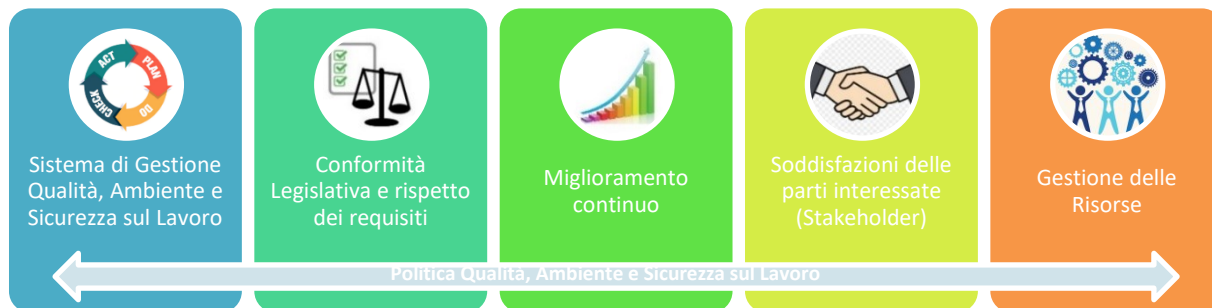 ACT
PLAN
DO
CHECK
Sistema di Gestione
Qualità, Ambiente e
Sicurezza sul Lavoro
Conformità
Legislativa e rispetto
dei requisiti
Miglioramento
continuo
Soddisfazioni delle
parti interessate
(Stakeholder)
Gestione delle
Risorse
Politica Qualità, Ambiente e Sicurezza sul Lavoro